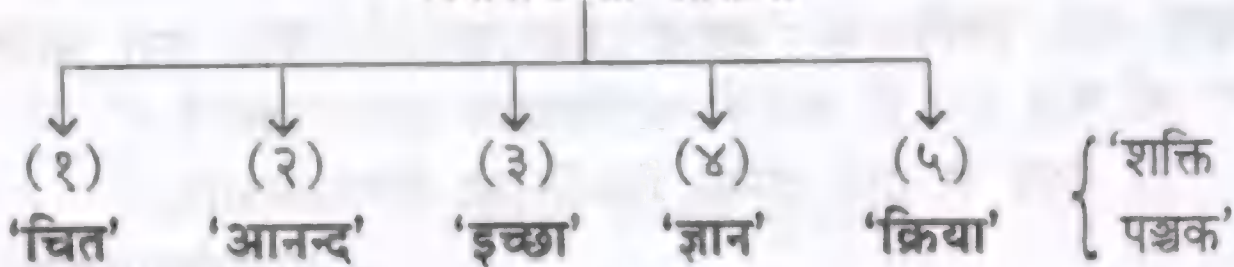 (१) (२) (३) (४) (५) { 'शक्ति
'चित' 'आनन्द' 'इच्छा' 'ज्ञान' 'क्रिया' पञ्चक'